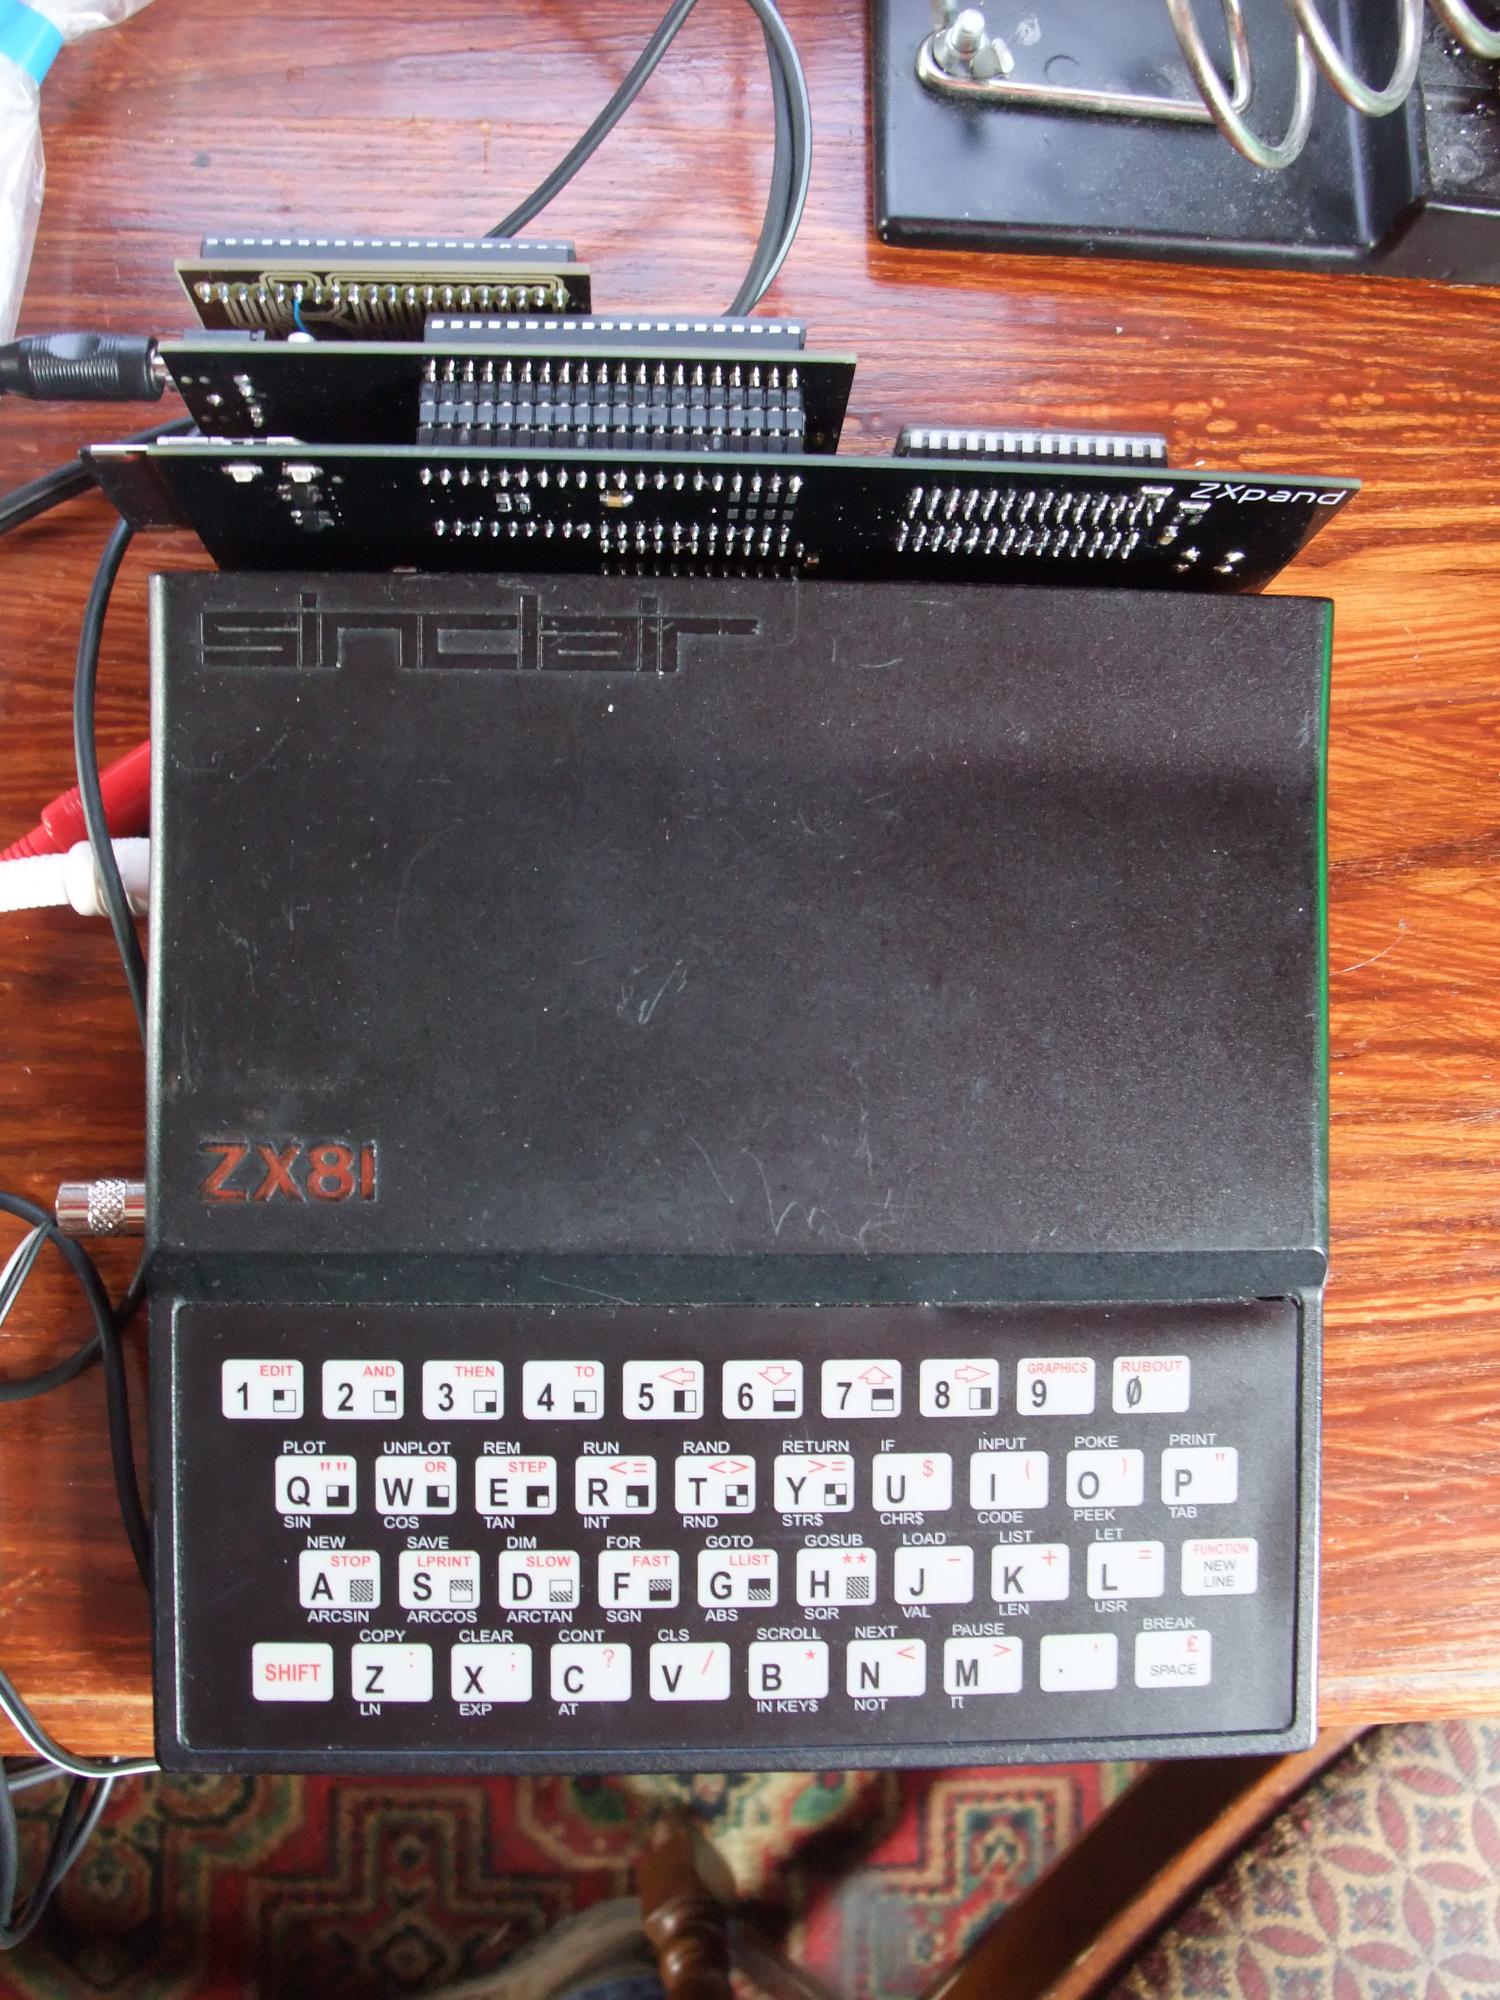 ZXpand
sinclair
ZX81
EDIT AND THEN TO GRAPHICS RUBOUT
1 2 3 4 5 6 7 8 9 0
PLOT UNPLOT REM RUN RAND RETURN IF INPUT POKE PRINT
"" OR STEP <= <> >= $ ( ) "
Q W E R T Y U I O P
SIN COS TAN INT RND STR$ CHR$ CODE PEEK TAB
NEW SAVE DIM FOR GOTO GOSUB LOAD LIST LET FUNCTION
STOP LPRINT SLOW FAST LLIST ** - + = NEW
A S D F G H J K L LINE
ARCSIN ARCCOS ARCTAN SGN ABS SQR VAL LEN USR
COPY CLEAR CONT CLS SCROLL NEXT PAUSE BREAK
: ; ? / * < > , £
SHIFT Z X C V B N M . SPACE
LN EXP AT IN KEY$ NOT π